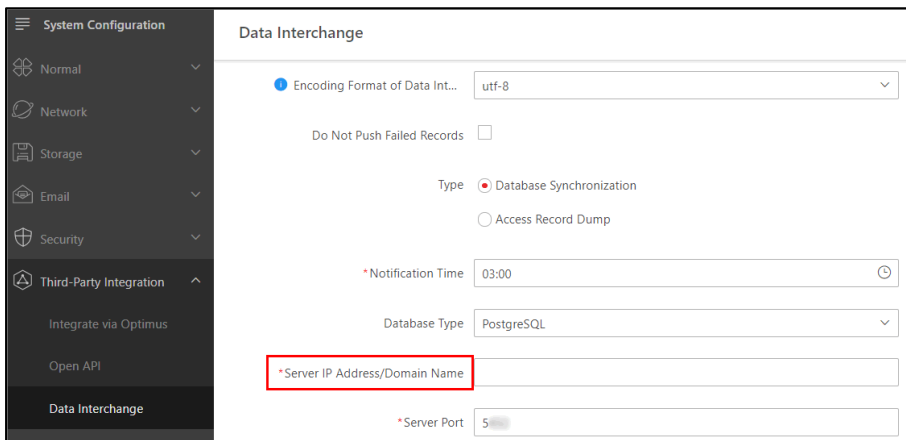 System Configuration
Normal
Network
Storage
Email
Security
Third-Party Integration
Integrate via Optimus
Open API
Data Interchange
Data Interchange
Encoding Format of Data Int...
utf-8
Do Not Push Failed Records
Type
Database Synchronization
Access Record Dump
*Notification Time
03:00
Database Type
PostgreSQL
*Server IP Address/Domain Name
*Server Port